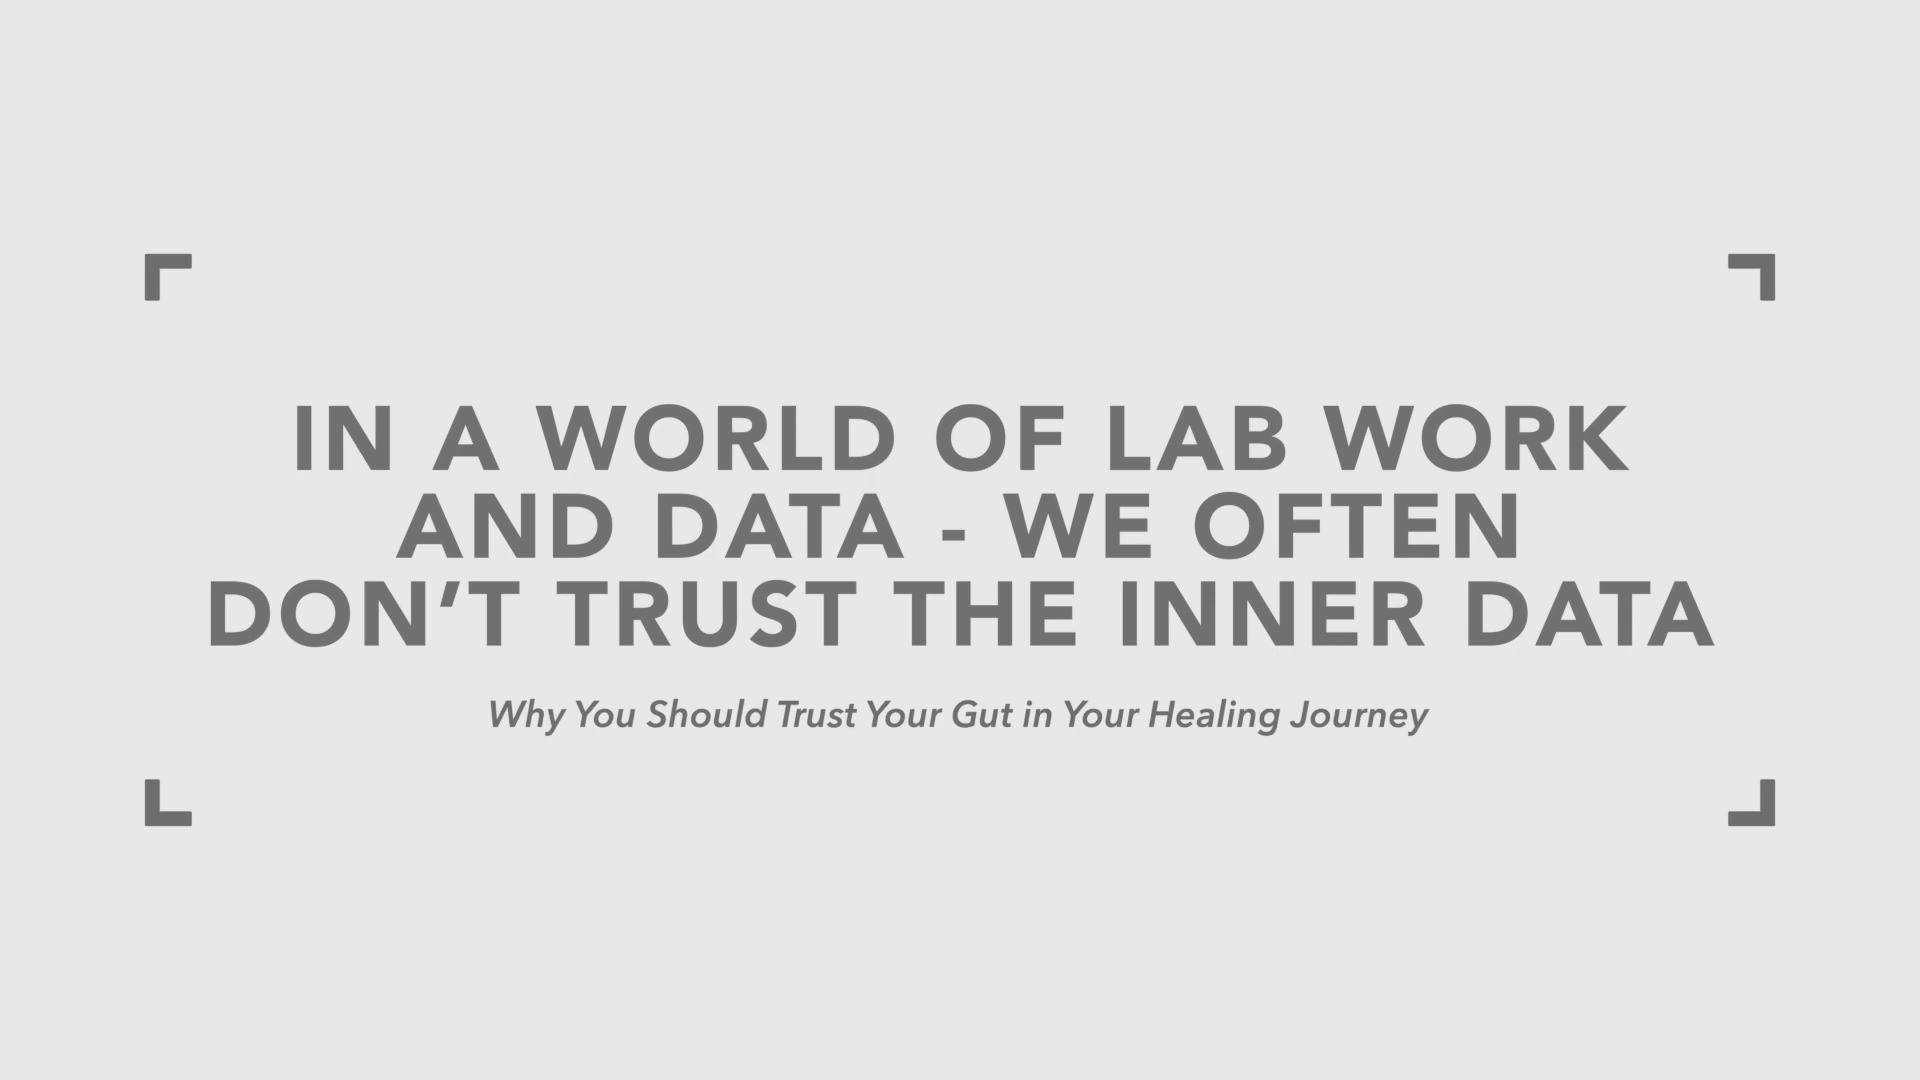 IN A WORLD OF LAB WORK
AND DATA - WE OFTEN
DON’T TRUST THE INNER DATA
Why You Should Trust Your Gut in Your Healing Journey